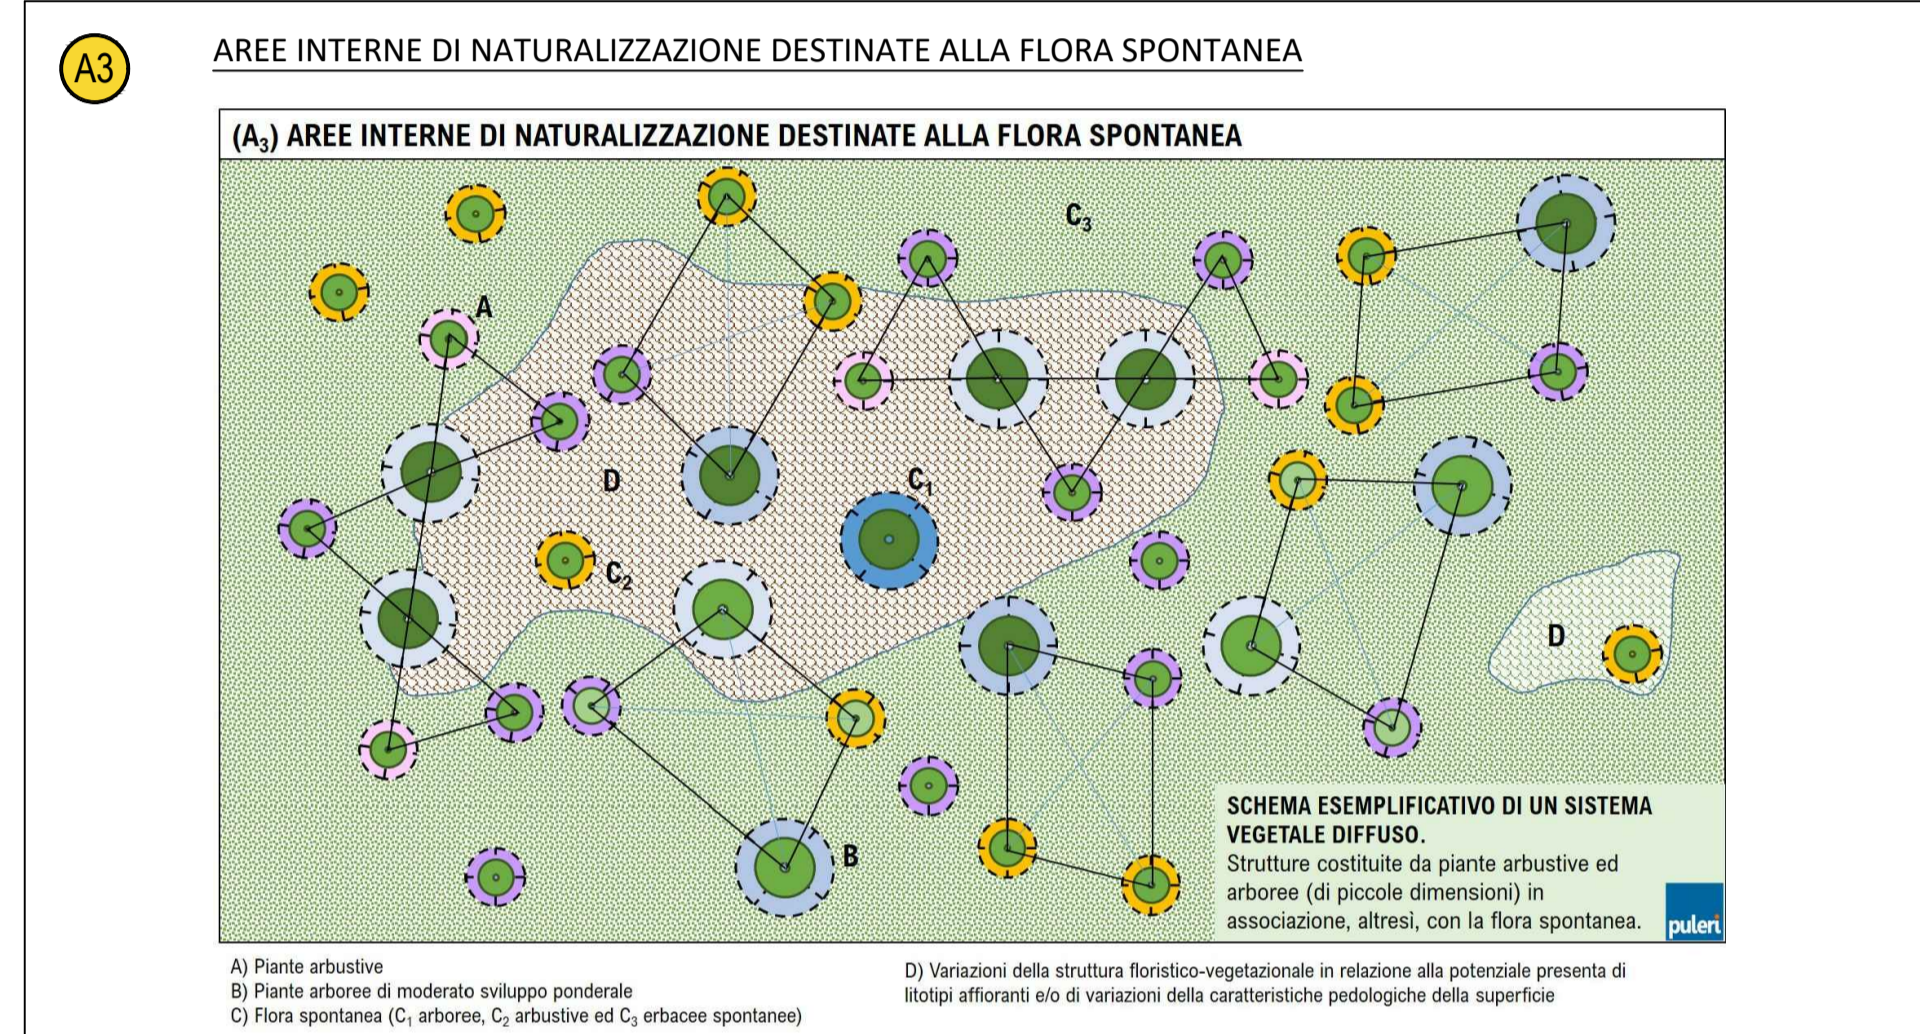 A3
AREE INTERNE DI NATURALIZZAZIONE DESTINATE ALLA FLORA SPONTANEA
(A₃) AREE INTERNE DI NATURALIZZAZIONE DESTINATE ALLA FLORA SPONTANEA
C₃
A
D
C₁
C₂
D
B
SCHEMA ESEMPLIFICATIVO DI UN SISTEMA
VEGETALE DIFFUSO.
Strutture costituite da piante arbustive ed
arboree (di piccole dimensioni) in
associazione, altresì, con la flora spontanea.
puleri
A) Piante arbustive
B) Piante arboree di moderato sviluppo ponderale
C) Flora spontanea (C₁ arboree, C₂ arbustive ed C₃ erbacee spontanee)
D) Variazioni della struttura floristico-vegetazionale in relazione alla potenziale presenta di
litotipi affioranti e/o di variazioni della caratteristiche pedologiche della superficie